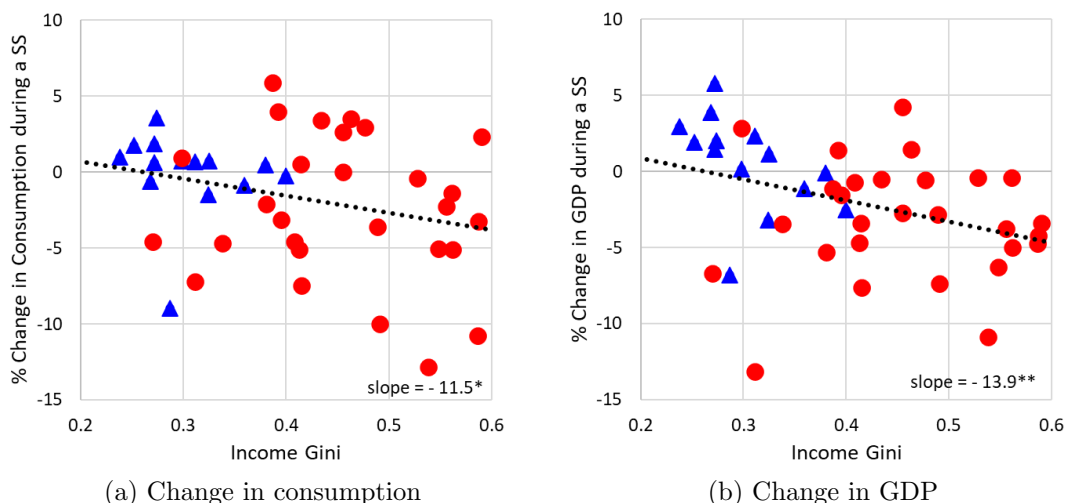 % Change in Consumption during a SS
10
5
0
-5
-10
-15
0.2 0.3 0.4 0.5 0.6
slope = - 11.5*
Income Gini
(a) Change in consumption
% Change in GDP during a SS
10
5
0
-5
-10
-15
0.2 0.3 0.4 0.5 0.6
slope = - 13.9**
Income Gini
(b) Change in GDP